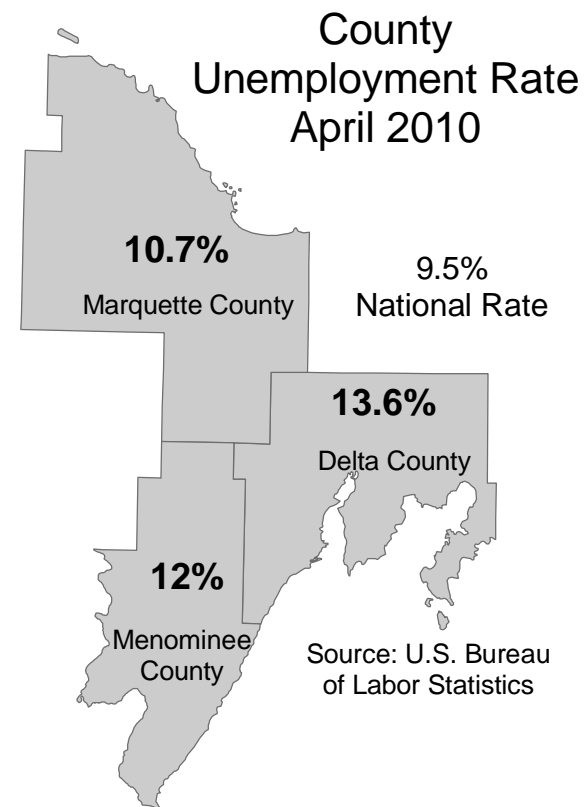 County
Unemployment Rate
April 2010
10.7%
Marquette County
9.5%
National Rate
13.6%
Delta County
12%
Menominee
County
Source: U.S. Bureau
of Labor Statistics